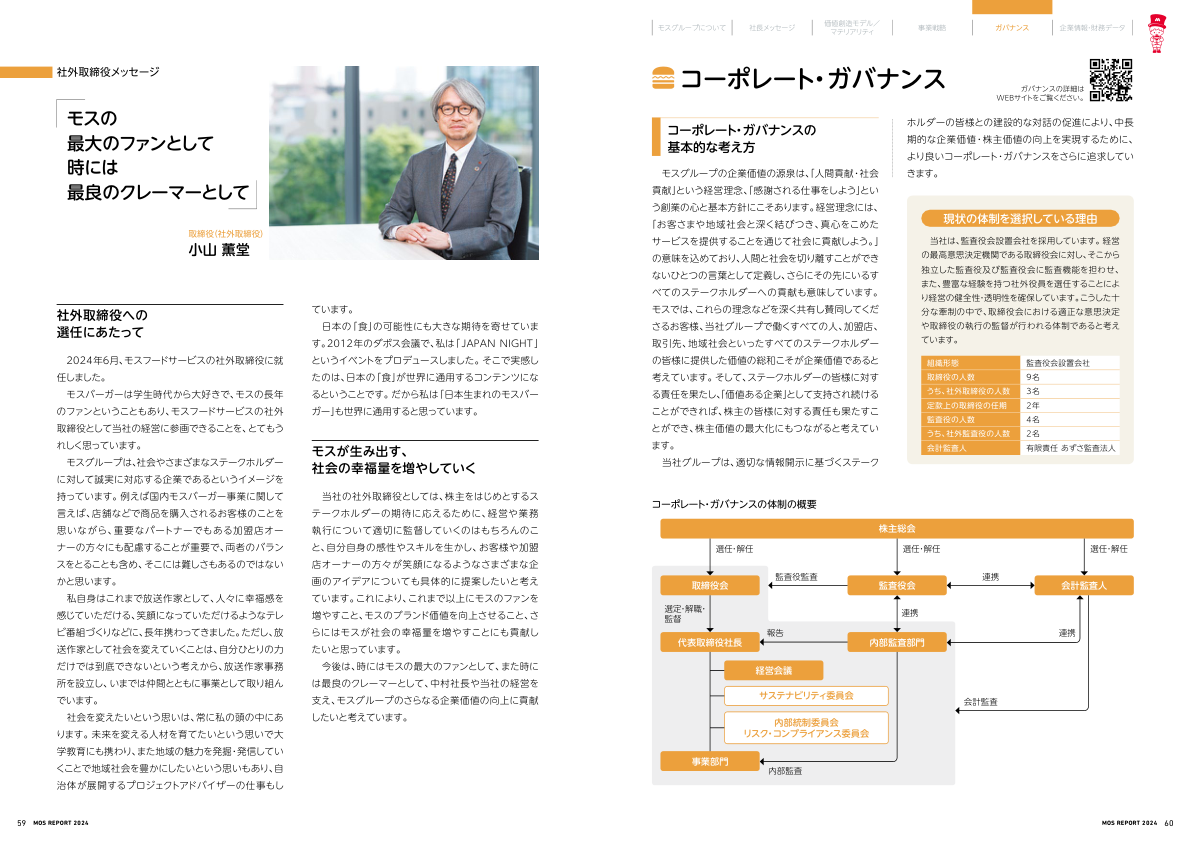 社外取締役メッセージ
モスの
最大のファンとして
時には
最良のクレーマーとして
取締役(社外取締役)
小山 薫堂
社外取締役への
選任にあたって
　2024年6月、モスフードサービスの社外取締役に就
任しました。
　モスバーガーは学生時代から大好きで、モスの長年
のファンということもあり、モスフードサービスの社外
取締役として当社の経営に参画できることを、とてもう
れしく思っています。
　モスグループは、社会やさまざまなステークホルダー
に対して誠実に対応する企業であるというイメージを
持っています。例えば国内モスバーガー事業に関して
言えば、店舗などで商品を購入されるお客様のことを
思いながら、重要なパートナーでもある加盟店オー
ナーの方々にも配慮することが重要で、両者のバラン
スをとることも含め、そこには難しさもあるのではない
かと思います。
　私自身はこれまで放送作家として、人々に幸福感を
感じていただける、笑顔になっていただけるようなテレ
ビ番組づくりなどに、長年携わってきました。ただし、放
送作家として社会を変えていくことは、自分ひとりの力
だけでは到底できないという考えから、放送作家事務
所を設立し、いまでは仲間とともに事業として取り組ん
でいます。
　社会を変えたいという思いは、常に私の頭の中にあ
ります。未来を変える人材を育てたいという思いで大
学教育にも携わり、また地域の魅力を発掘・発信してい
くことで地域社会を豊かにしたいという思いもあり、自
治体が展開するプロジェクトアドバイザーの仕事もし
ています。
　日本の「食」の可能性にも大きな期待を寄せていま
す。2012年のダボス会議で、私は「JAPAN NIGHT」
というイベントをプロデュースしました。そこで実感し
たのは、日本の「食」が世界に通用するコンテンツにな
るということです。だから私は「日本生まれのモスバー
ガー」も世界に通用すると思っています。
モスが生み出す、
社会の幸福量を増やしていく
　当社の社外取締役としては、株主をはじめとするス
テークホルダーの期待に応えるために、経営や業務
執行について適切に監督していくのはもちろんのこ
と、自分自身の感性やスキルを生かし、お客様や加盟
店オーナーの方々が笑顔になるようなさまざまな企
画のアイデアについても具体的に提案したいと考え
ています。これにより、これまで以上にモスのファンを
増やすこと、モスのブランド価値を向上させること、さ
らにはモスが社会の幸福量を増やすことにも貢献し
たいと思っています。
　今後は、時にはモスの最大のファンとして、また時に
は最良のクレーマーとして、中村社長や当社の経営を
支え、モスグループのさらなる企業価値の向上に貢献
したいと考えています。
59 MOS REPORT 2024
モスグループについて
社長メッセージ
価値創造モデル／
マテリアリティ
事業戦略
ガバナンス
企業情報・財務データ
コーポレート・ガバナンス
ガバナンスの詳細は
WEBサイトをご覧ください。
コーポレート・ガバナンスの
基本的な考え方
　モスグループの企業価値の源泉は、「人間貢献・社会
貢献」という経営理念、「感謝される仕事をしよう」とい
う創業の心と基本方針にこそあります。経営理念には、
「お客さまや地域社会と深く結びつき、真心をこめた
サービスを提供することを通じて社会に貢献しよう。」
の意味を込めており、人間と社会を切り離すことができ
ないひとつの言葉として定義し、さらにその先にいるす
べてのステークホルダーへの貢献も意味しています。
モスでは、これらの理念などを深く共有し賛同してくだ
さるお客様、当社グループで働くすべての人、加盟店、
取引先、地域社会といったすべてのステークホルダー
の皆様に提供した価値の総和こそが企業価値であると
考えています。そして、ステークホルダーの皆様に対す
る責任を果たし、「価値ある企業」として支持され続ける
ことができれば、株主の皆様に対する責任も果たすこ
とができ、株主価値の最大化にもつながると考えてい
ます。
　当社グループは、適切な情報開示に基づくステーク
ホルダーの皆様との建設的な対話の促進により、中長
期的な企業価値・株主価値の向上を実現するために、
より良いコーポレート・ガバナンスをさらに追求してい
きます。
現状の体制を選択している理由
　当社は、監査役会設置会社を採用しています。経営
の最高意思決定機関である取締役会に対し、そこから
独立した監査役及び監査役会に監査機能を担わせ、
また、豊富な経験を持つ社外役員を選任することによ
り経営の健全性・透明性を確保しています。こうした十
分な牽制の中で、取締役会における適正な意思決定
や取締役の執行の監督が行われる体制であると考え
ています。
組織形態 監査役会設置会社
取締役の人数 9名
うち、社外取締役の人数 3名
定款上の取締役の任期 2年
監査役の人数 4名
うち、社外監査役の人数 2名
会計監査人 有限責任 あずさ監査法人
コーポレート・ガバナンスの体制の概要
株主総会
選任・解任 選任・解任 選任・解任
取締役会 監査役監査 監査役会 連携 会計監査人
選定・解職・
監督
連携
代表取締役社長 報告 内部監査部門 連携
経営会議
サステナビリティ委員会
会計監査
内部統制委員会
リスク・コンプライアンス委員会
事業部門
内部監査
MOS REPORT 2024 60